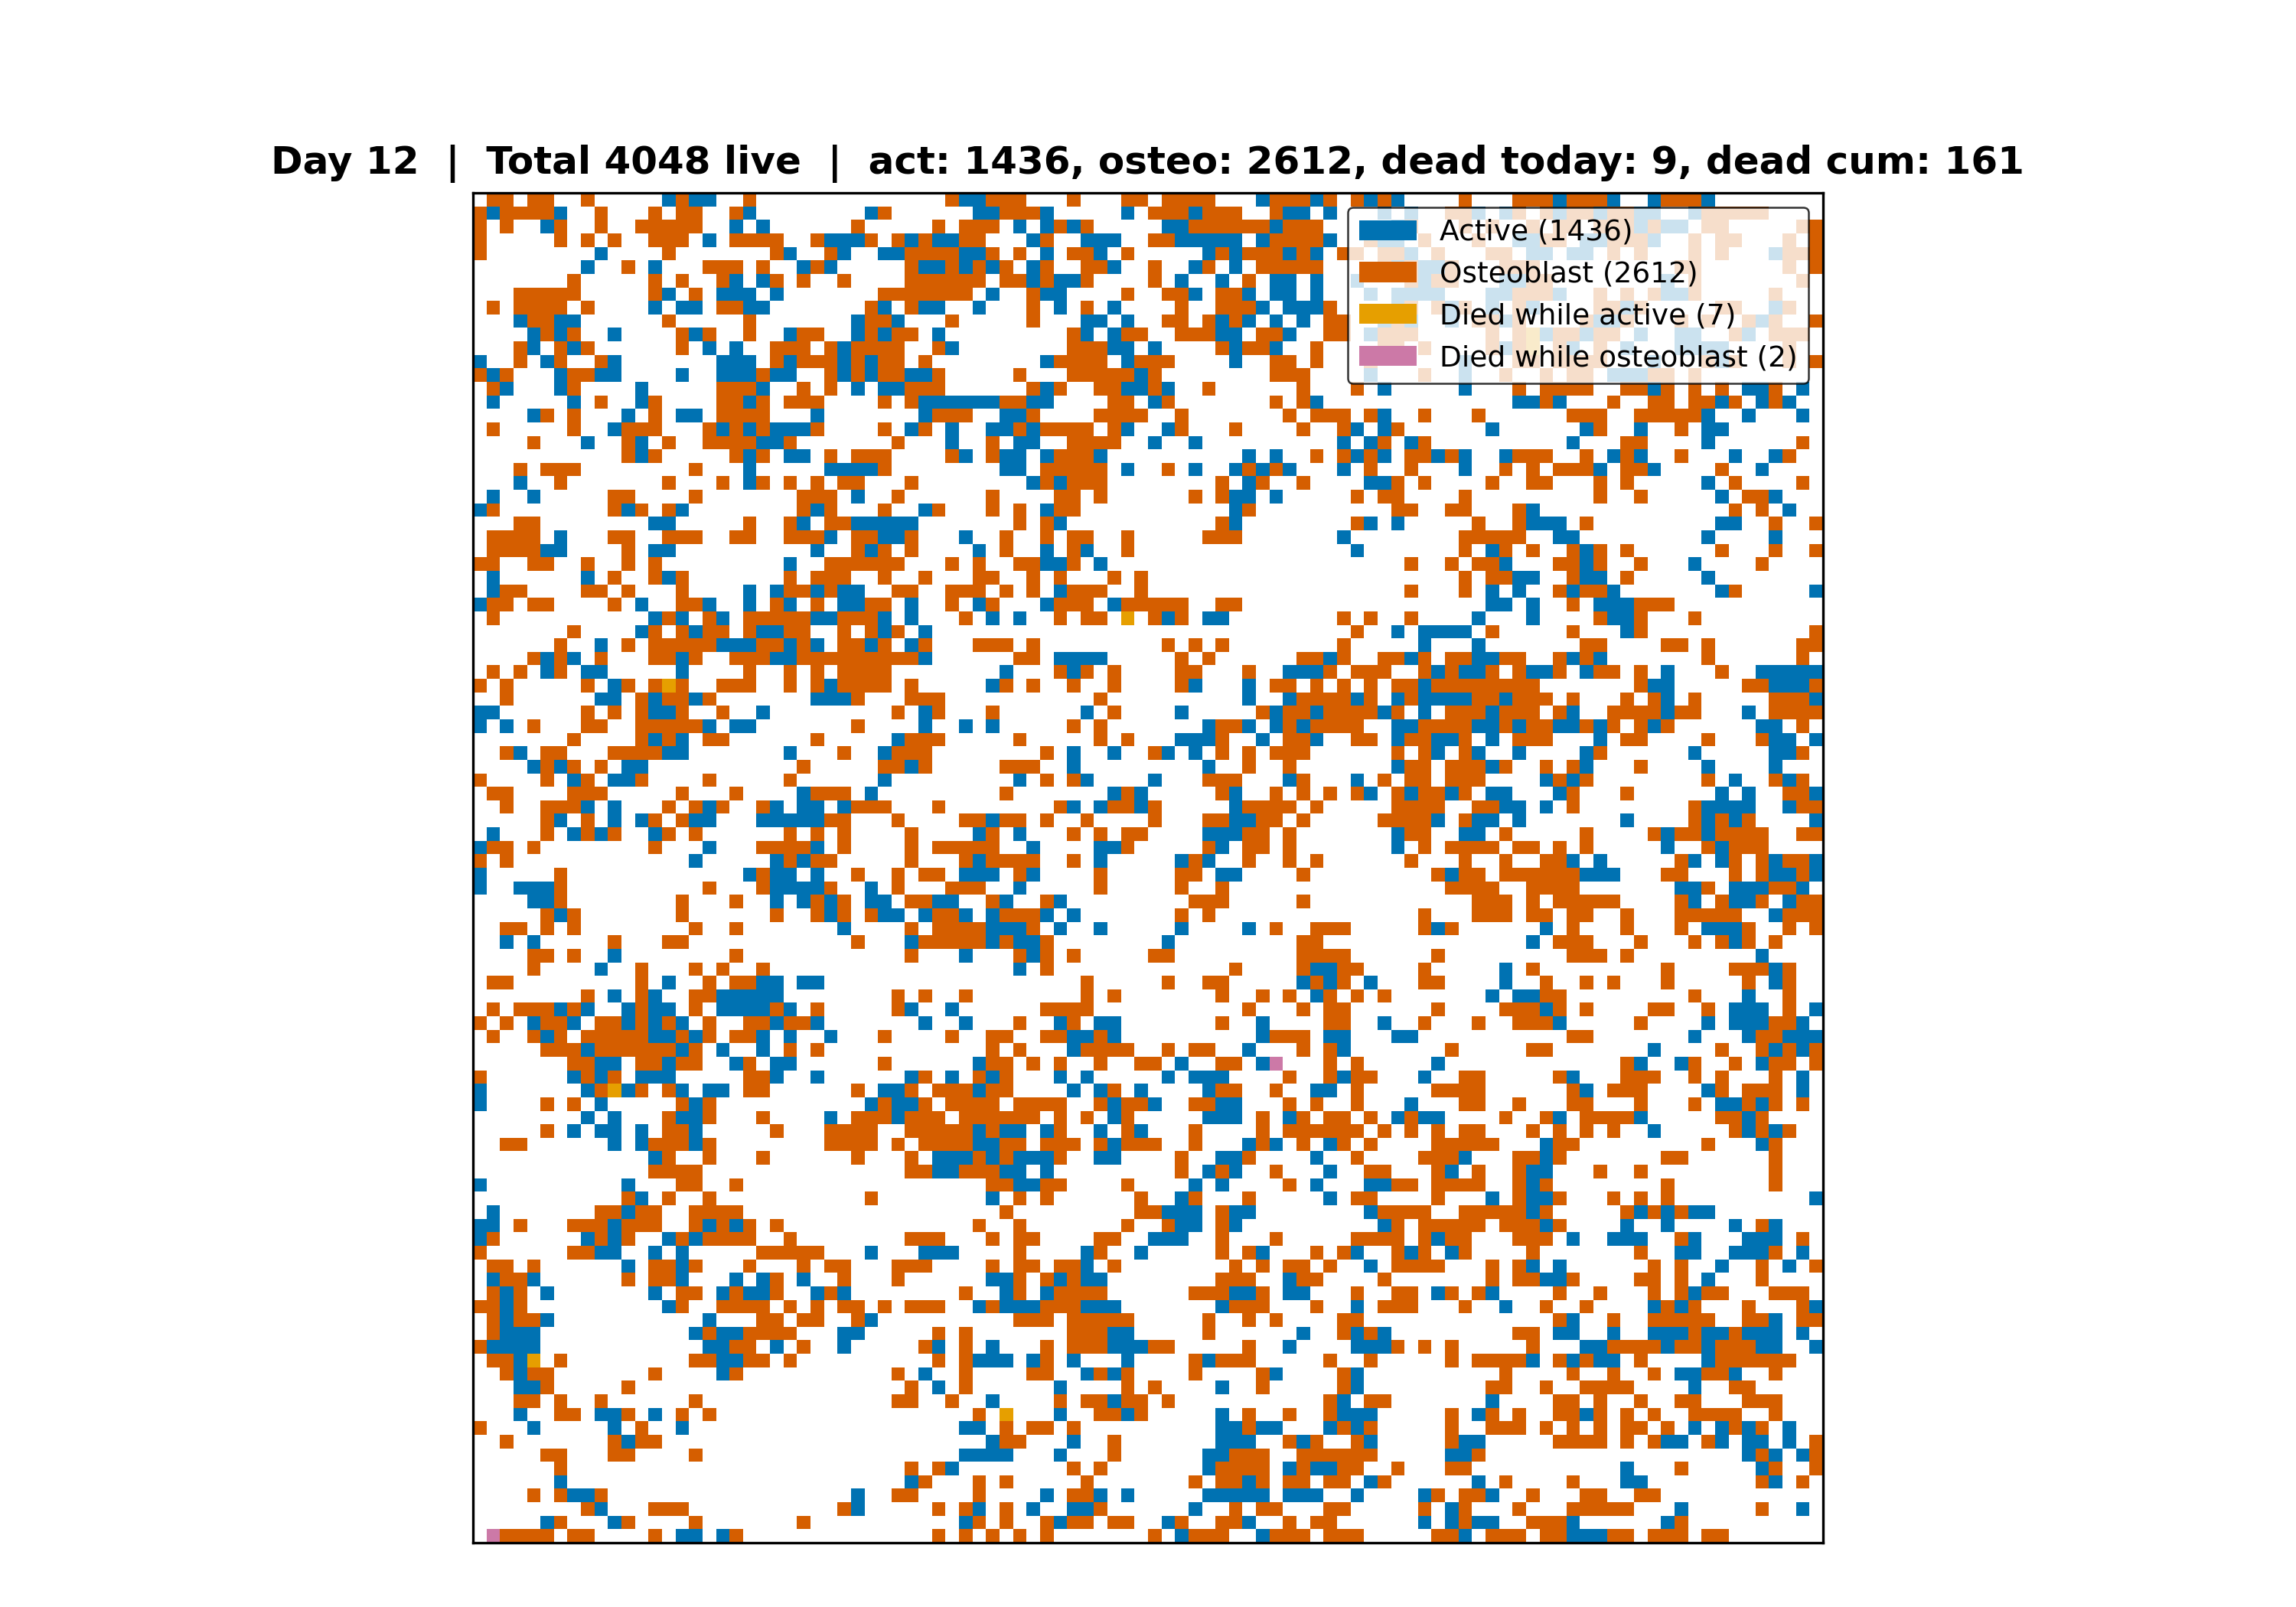 Day 12 | Total 4048 live | act: 1436, osteo: 2612, dead today: 9, dead cum: 161
Active (1436)
Osteoblast (2612)
Died while active (7)
Died while osteoblast (2)